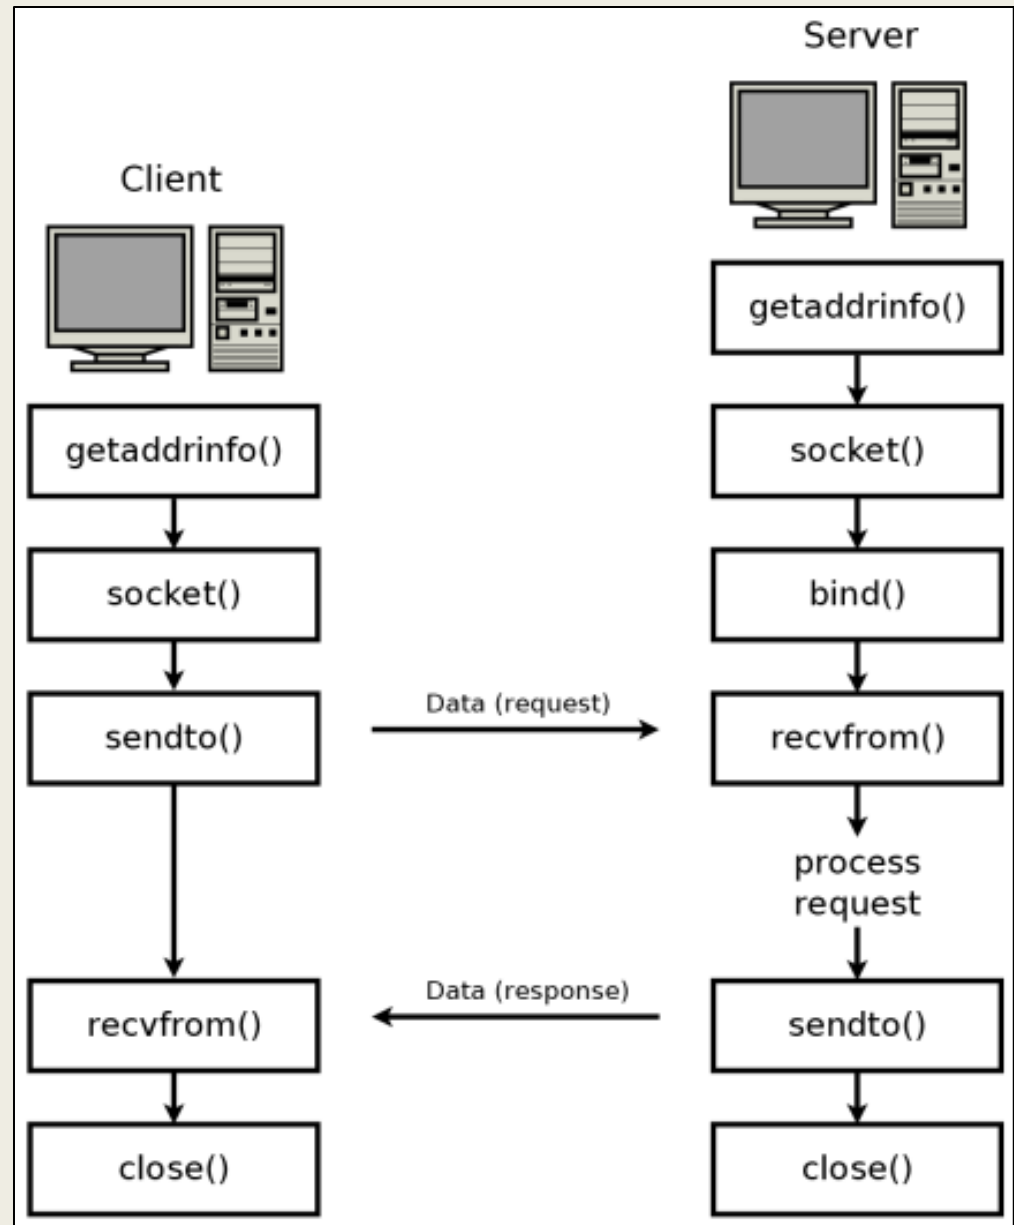 Server
Client
getaddrinfo()
getaddrinfo()
socket()
socket()
bind()
sendto()
Data (request)
recvfrom()
process
request
recvfrom()
Data (response)
sendto()
close()
close()